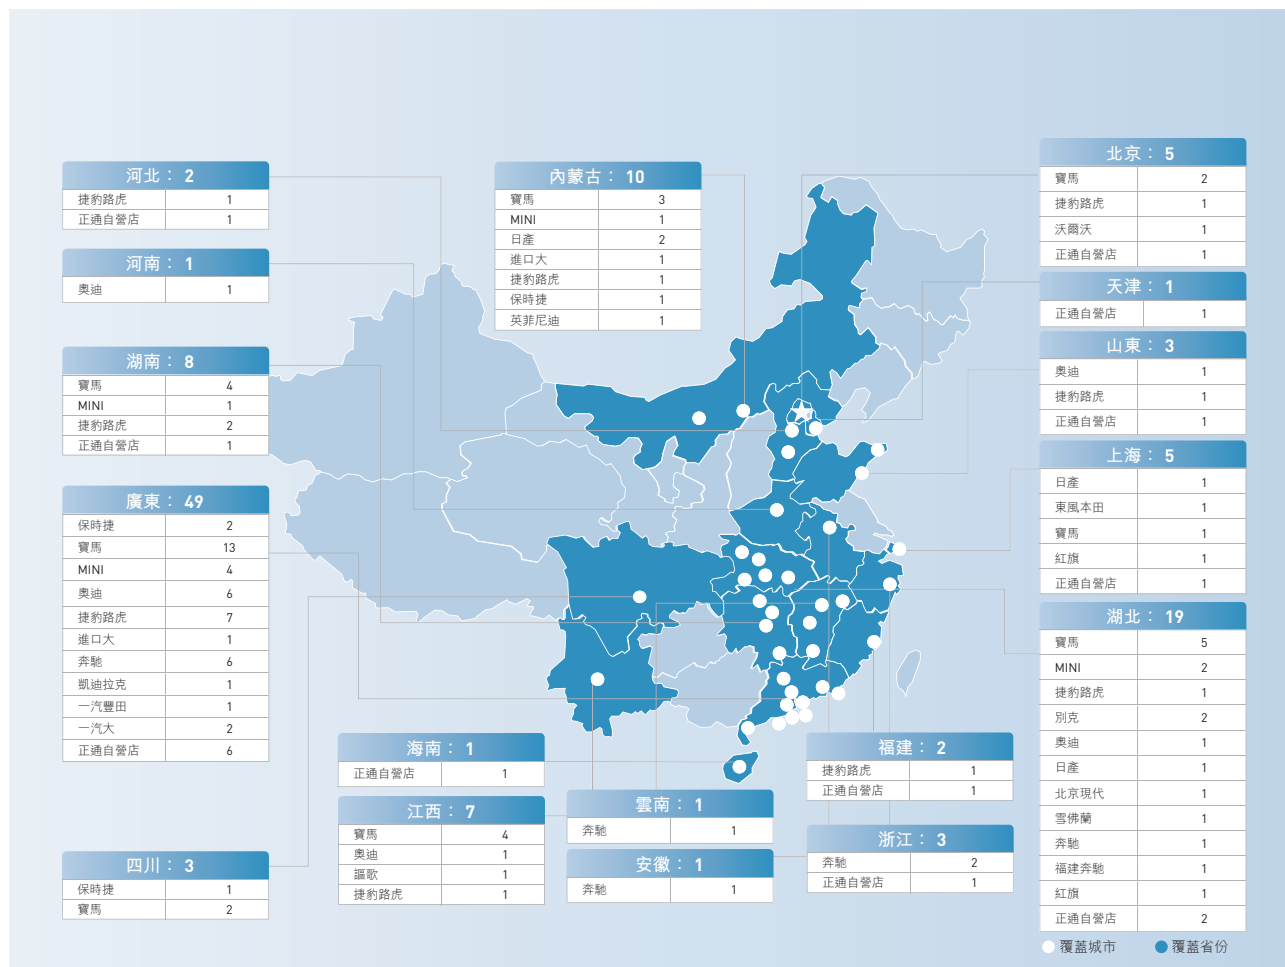 河北： 2
捷豹路虎 1
正通自營店 1
河南： 1
奧迪 1
湖南： 8
寶馬 4
MINI 1
捷豹路虎 2
正通自營店 1
廣東： 49
保時捷 2
寶馬 13
MINI 4
奧迪 6
捷豹路虎 7
進口大 1
奔馳 6
凱迪拉克 1
一汽豐田 1
一汽大 2
正通自營店 6
四川： 3
保時捷 1
寶馬 2
內蒙古： 10
寶馬 3
MINI 1
日產 2
進口大 1
捷豹路虎 1
保時捷 1
英菲尼迪 1
海南： 1
正通自營店 1
江西： 7
寶馬 4
奧迪 1
謳歌 1
捷豹路虎 1
雲南： 1
奔馳 1
安徽： 1
奔馳 1
福建： 2
捷豹路虎 1
正通自營店 1
浙江： 3
奔馳 2
正通自營店 1
北京： 5
寶馬 2
捷豹路虎 1
沃爾沃 1
正通自營店 1
天津： 1
正通自營店 1
山東： 3
奧迪 1
捷豹路虎 1
正通自營店 1
上海： 5
日產 1
東風本田 1
寶馬 1
紅旗 1
正通自營店 1
湖北： 19
寶馬 5
MINI 2
捷豹路虎 1
別克 2
奧迪 1
日產 1
北京現代 1
雪佛蘭 1
奔馳 1
福建奔馳 1
紅旗 1
正通自營店 2
覆蓋城市 覆蓋省份